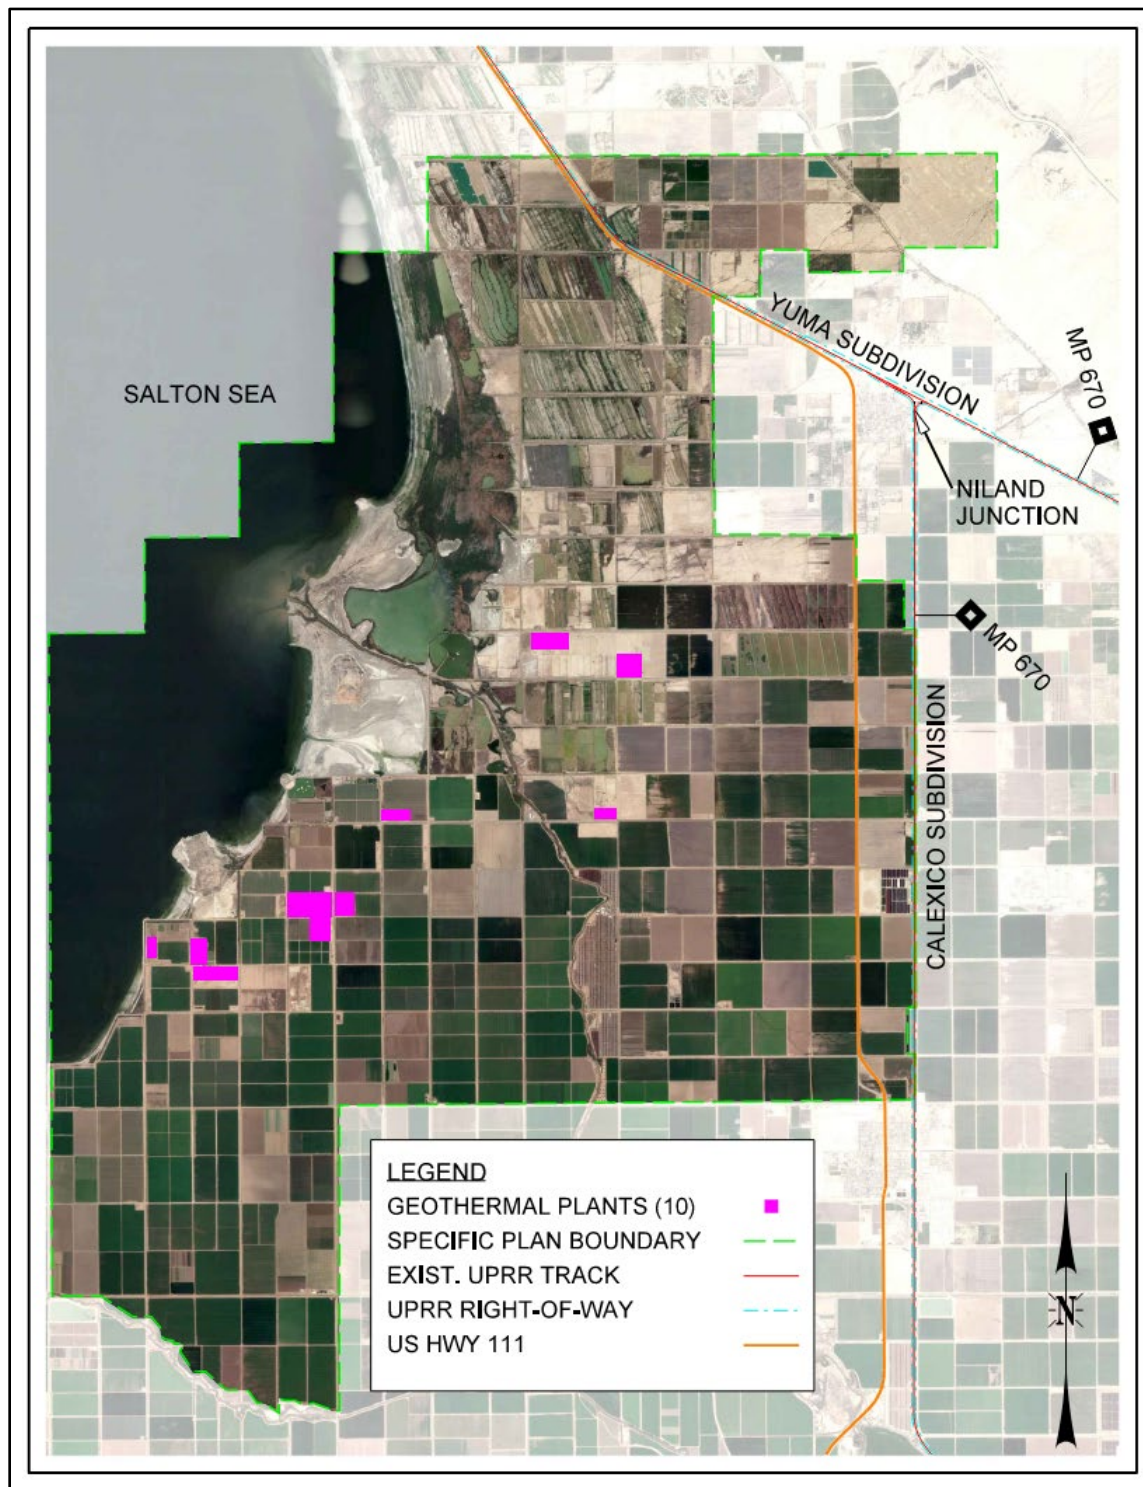 SALTON SEA
YUMA SUBDIVISION
MP 670
NILAND
JUNCTION
MP 670
CALEXICO SUBDIVISION
LEGEND
GEOTHERMAL PLANTS (10)
SPECIFIC PLAN BOUNDARY
EXIST. UPRR TRACK
UPRR RIGHT-OF-WAY
US HWY 111
N